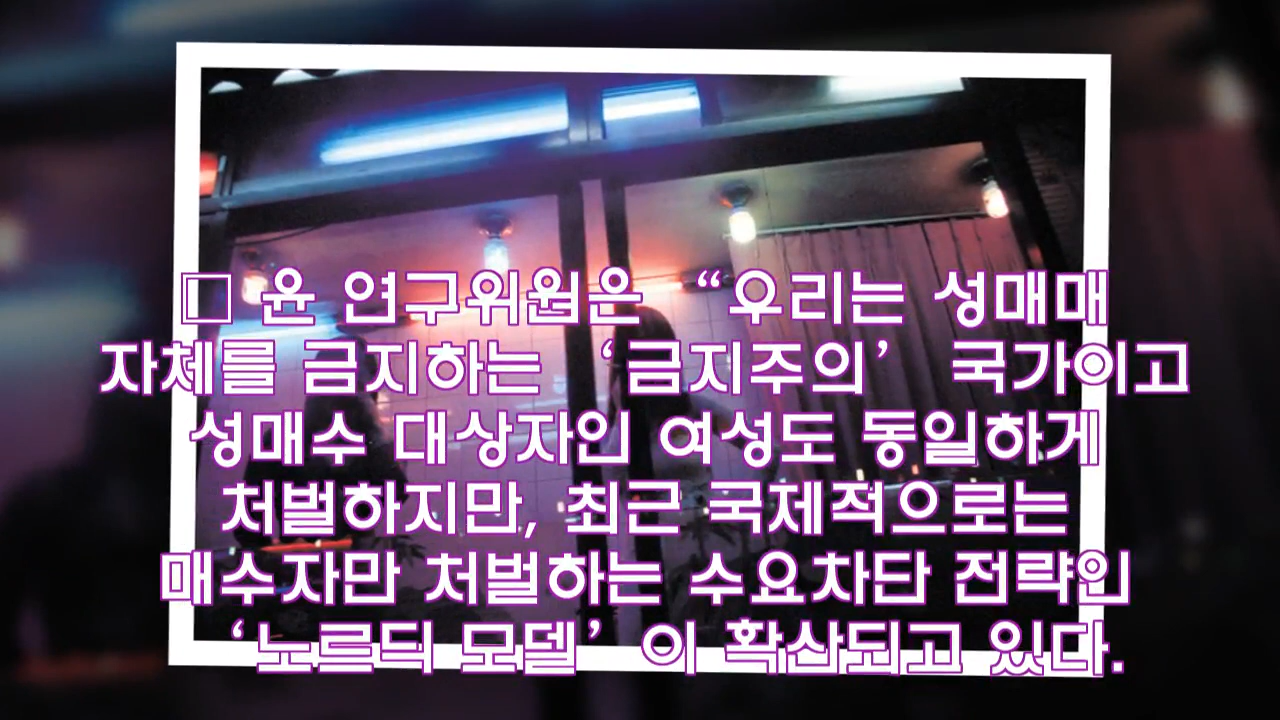 □ 윤 연구위원은 “우리는 성매매
자체를 금지하는 ‘금지주의’ 국가이고
성매수 대상자인 여성도 동일하게
처벌하지만, 최근 국제적으로는
매수자만 처벌하는 수요차단 전략인
‘노르딕 모델’이 확산되고 있다.